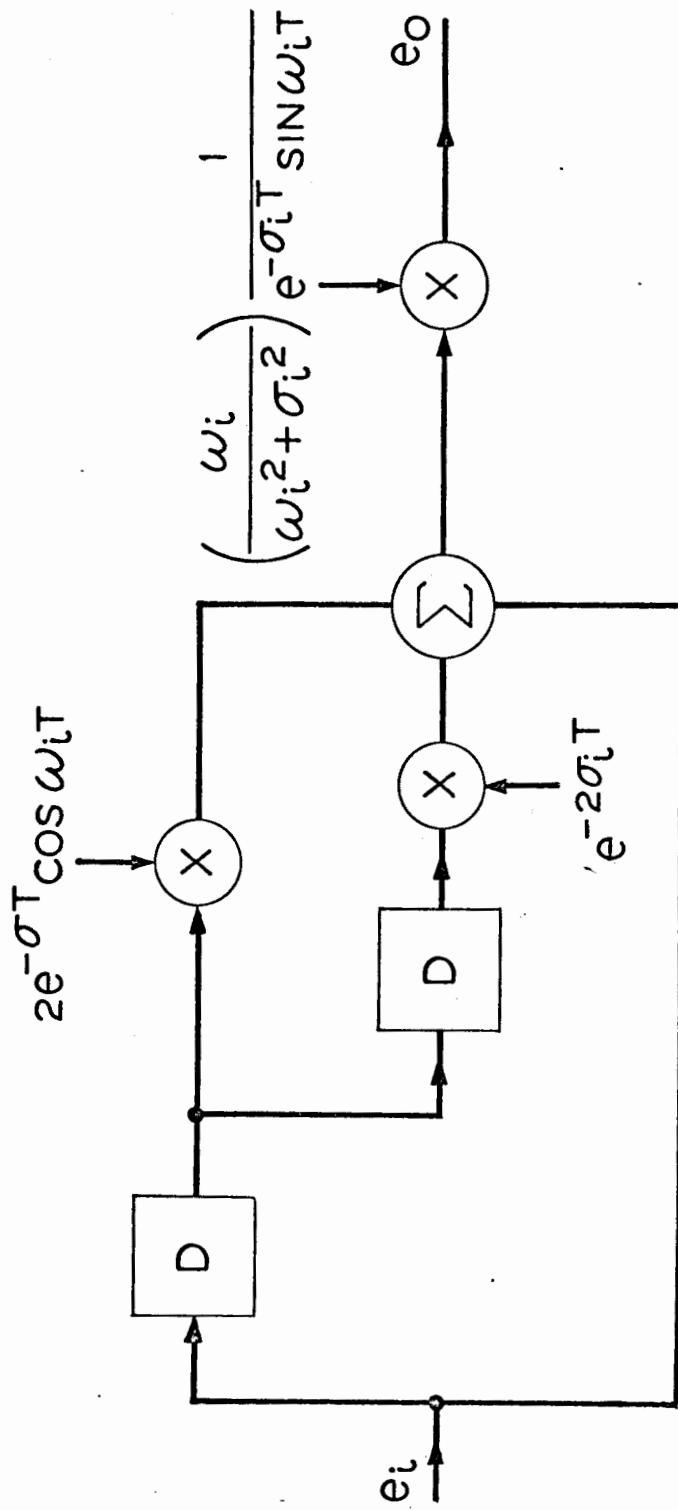 2e^{-σT} cos ω_iT
(ω_i / (ω_i^2 + σ_i^2)) 1 / (e^{-σ_iT} SIN ω_iT)
D
X
X
e_o
Σ
e_i
D
X
e^{-2σ_iT}